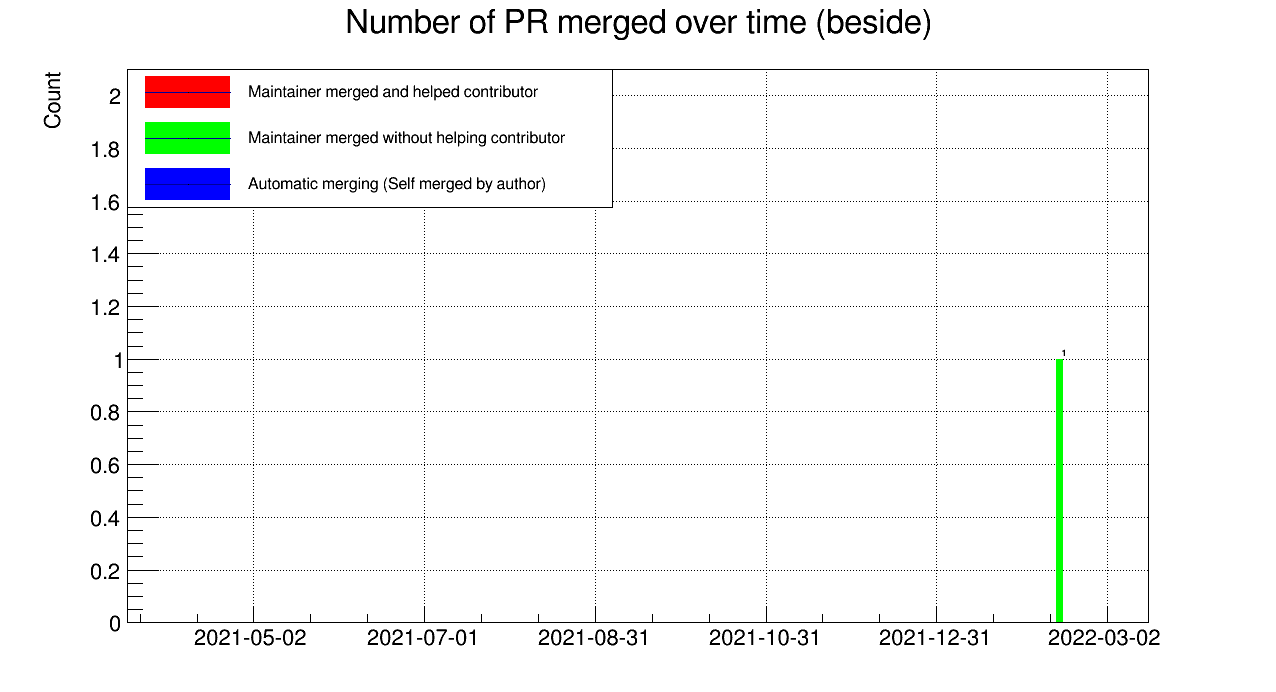 Number of PR merged over time (beside)
Count
Maintainer merged and helped contributor
Maintainer merged without helping contributor
Automatic merging (Self merged by author)
2
1.8
1.6
1.4
1.2
1
0.8
0.6
0.4
0.2
0
1
2021-05-02 2021-07-01 2021-08-31 2021-10-31 2021-12-31 2022-03-02